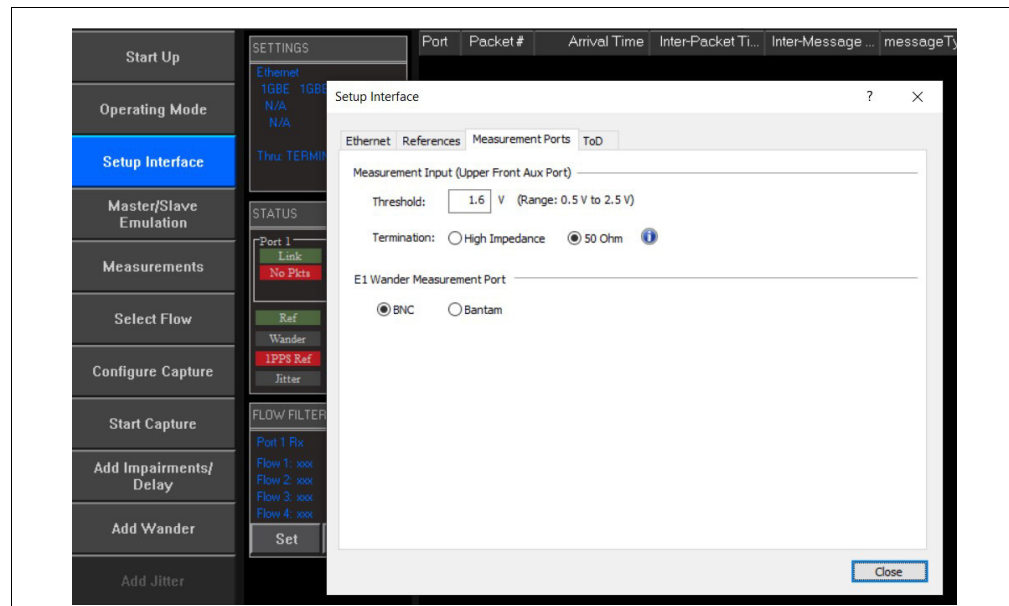 Start Up
Operating Mode
Setup Interface
Master/Slave
Emulation
Measurements
Select Flow
Configure Capture
Start Capture
Add Impairments/
Delay
Add Wander
Add Jitter
SETTINGS
Ethernet
1GBE 1GBE
N/A
N/A
Thru: TERMIN
STATUS
Port 1
Link
No Pkts
Ref
Wander
1PPS Ref
Jitter
FLOW FILTER
Port 1 Rx
Flow 1: xxx
Flow 2: xxx
Flow 3: xxx
Flow 4: xxx
Set
Port Packet # Arrival Time Inter-Packet Ti... Inter-Message ... messageTy
Setup Interface ? ×
Ethernet References Measurement Ports ToD
Measurement Input (Upper Front Aux Port)
Threshold: 1.6 V (Range: 0.5 V to 2.5 V)
Termination: High Impedance 50 Ohm
E1 Wander Measurement Port
BNC Bantam
Close